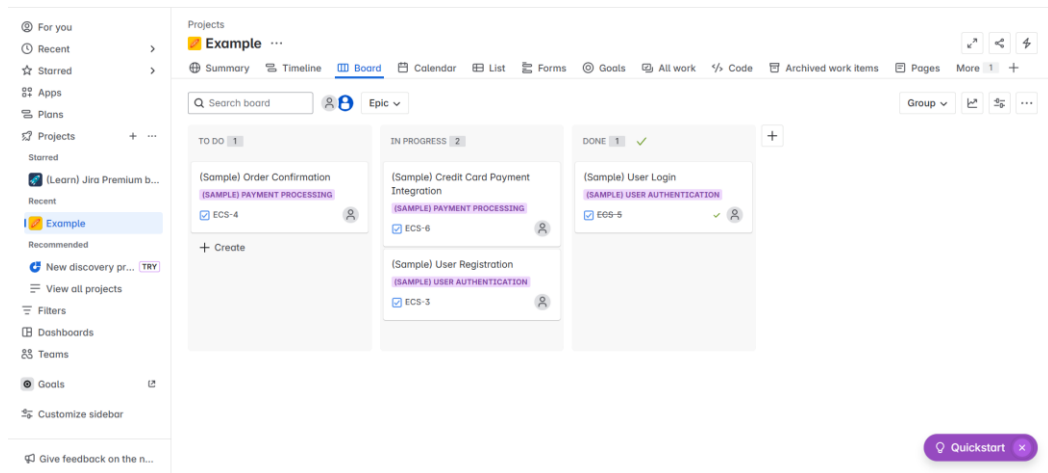 For you
Recent
Starred
Apps
Plans
Projects
Starred
(Learn) Jira Premium b...
Recent
Example
Recommended
New discovery pr... TRY
View all projects
Filters
Dashboards
Teams
Goals
Customize sidebar
Give feedback on the n...
Projects
Example
Summary Timeline Board Calendar List Forms Goals All work Code Archived work items Pages More 1
Search board Epic Group
TO DO 1
(Sample) Order Confirmation
(SAMPLE) PAYMENT PROCESSING
ECS-4
Create
IN PROGRESS 2
(Sample) Credit Card Payment
Integration
(SAMPLE) PAYMENT PROCESSING
ECS-6
(Sample) User Registration
(SAMPLE) USER AUTHENTICATION
ECS-3
DONE 1
(Sample) User Login
(SAMPLE) USER AUTHENTICATION
ECS-5
Quickstart